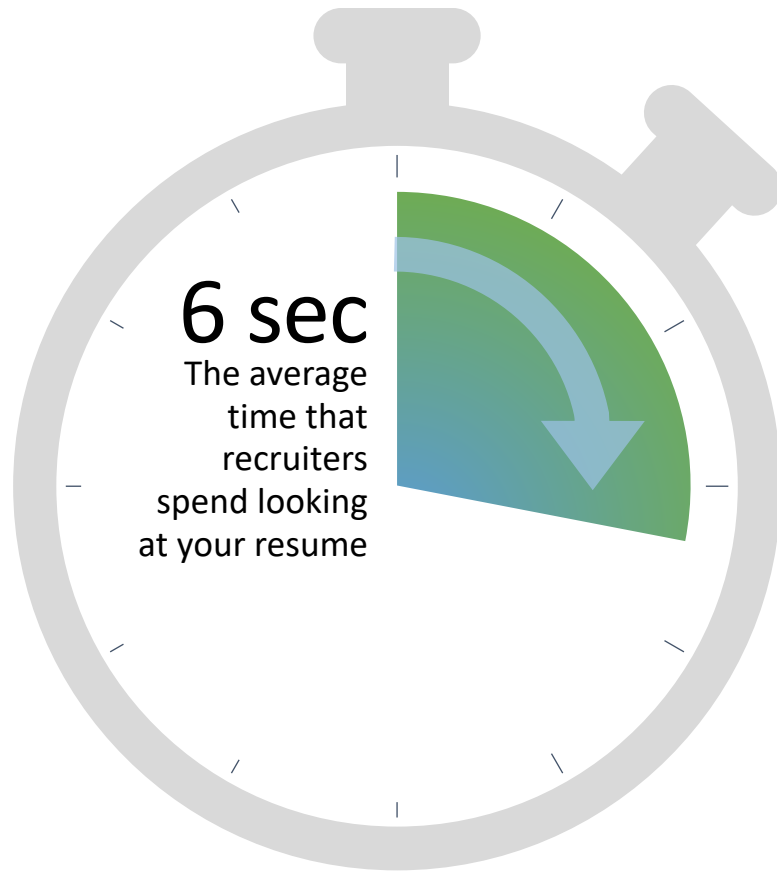 6 sec
The average
time that
recruiters
spend looking
at your resume